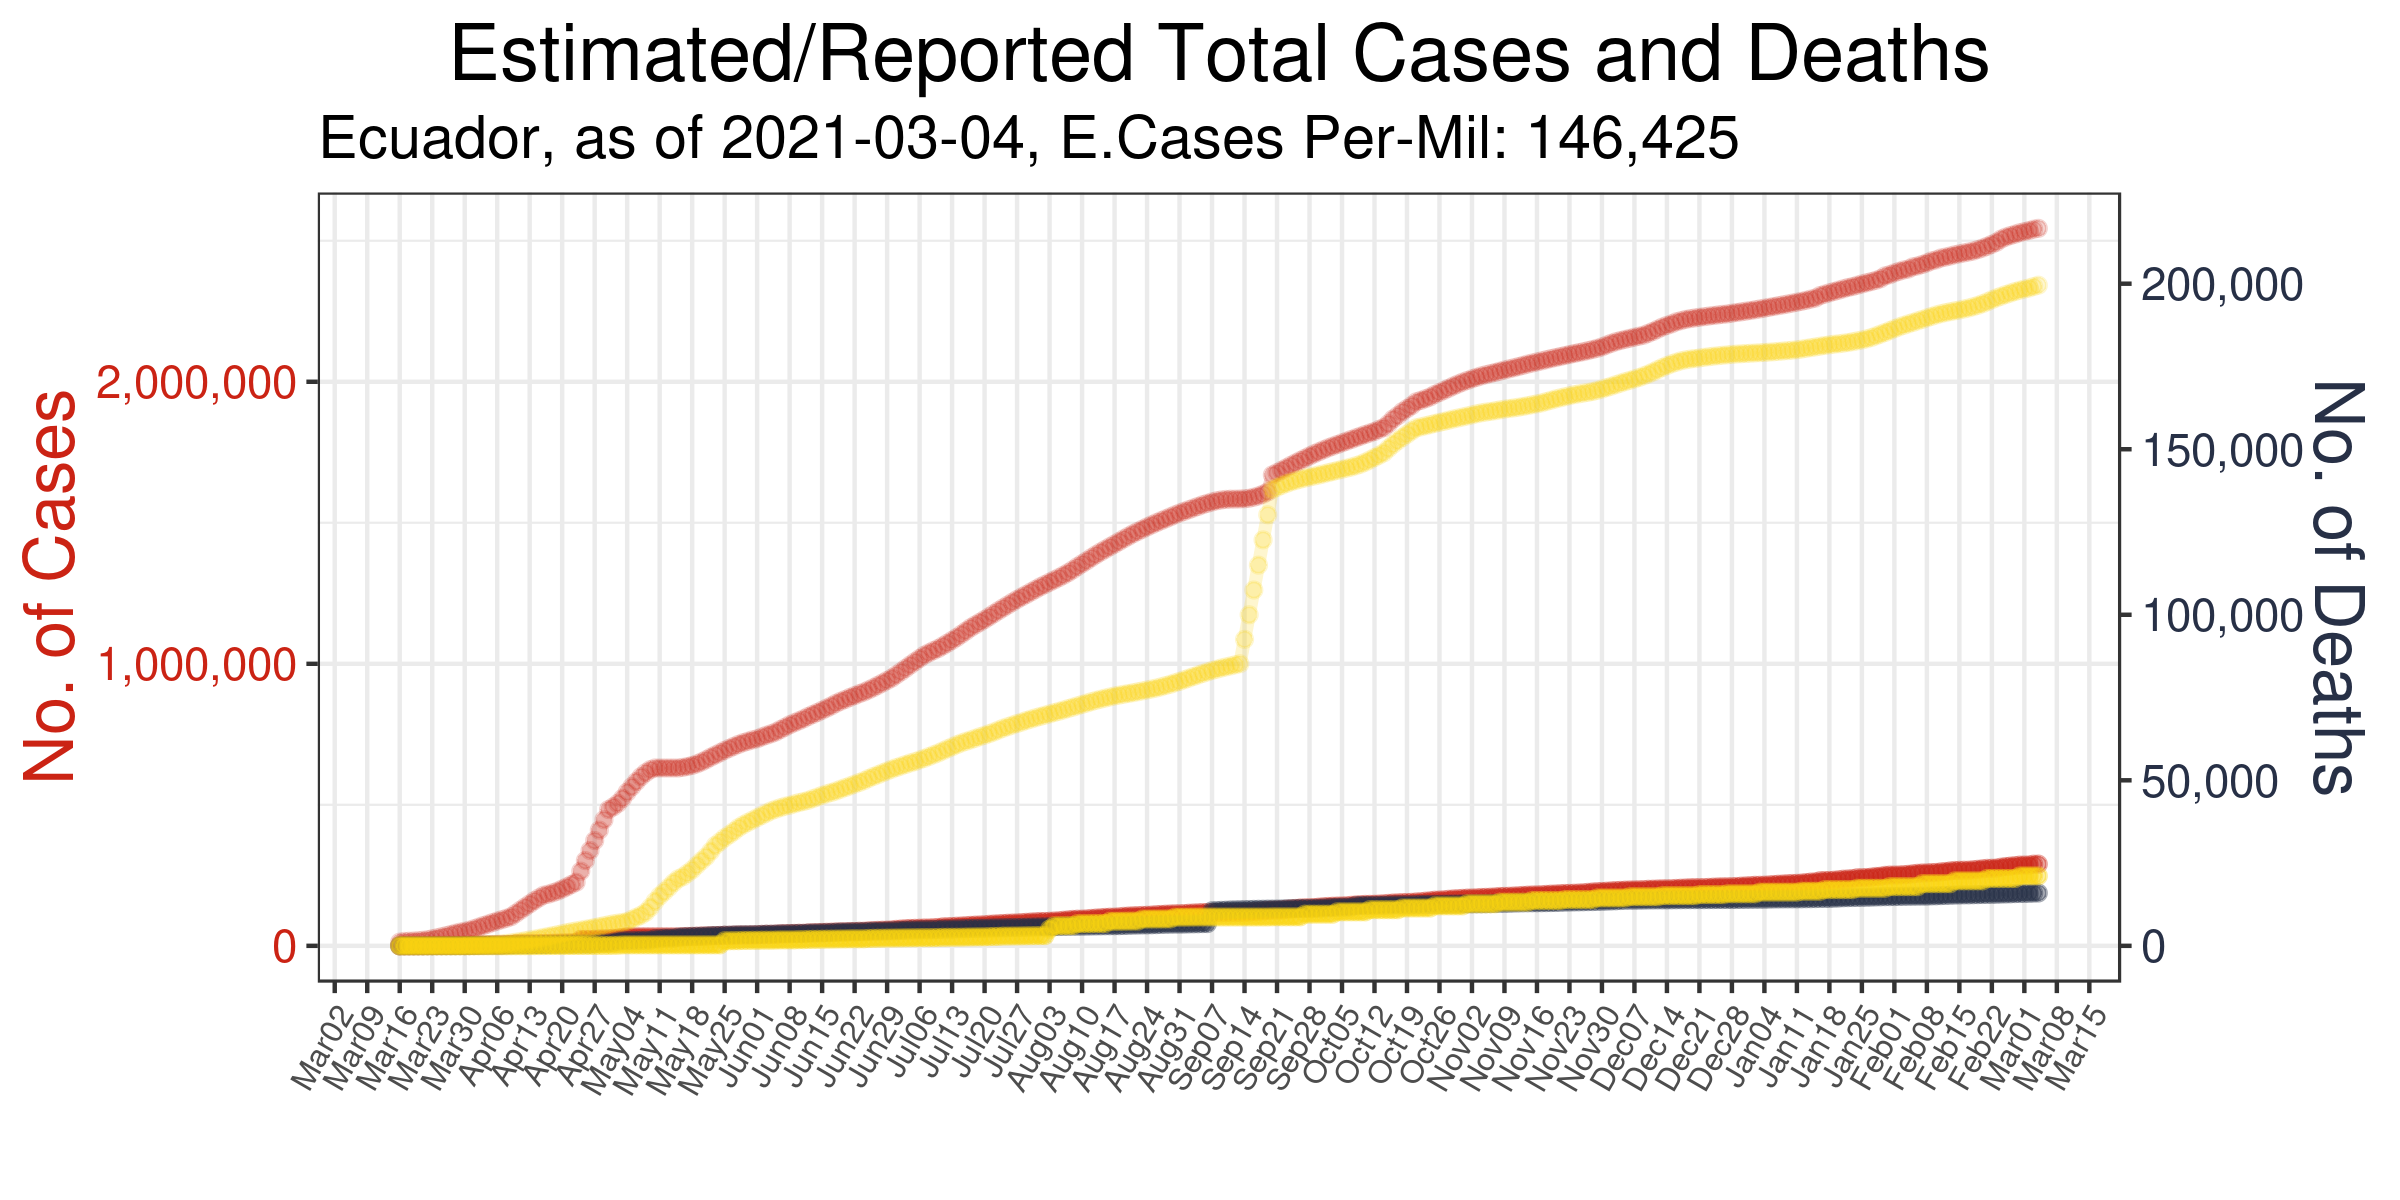 Estimated/Reported Total Cases and Deaths
Ecuador, as of 2021-03-04, E.Cases Per-Mil: 146,425
No. of Cases
2,000,000
1,000,000
0
200,000
150,000
100,000
50,000
0
No. of Deaths
Mar02
Mar09
Mar16
Mar23
Mar30
Apr06
Apr13
Apr20
Apr27
May04
May11
May18
May25
Jun01
Jun08
Jun15
Jun22
Jun29
Jul06
Jul13
Jul20
Jul27
Aug03
Aug10
Aug17
Aug24
Aug31
Sep07
Sep14
Sep21
Sep28
Oct05
Oct12
Oct19
Oct26
Nov02
Nov09
Nov16
Nov23
Nov30
Dec07
Dec14
Dec21
Dec28
Jan04
Jan11
Jan18
Jan25
Feb01
Feb08
Feb15
Feb22
Mar01
Mar08
Mar15